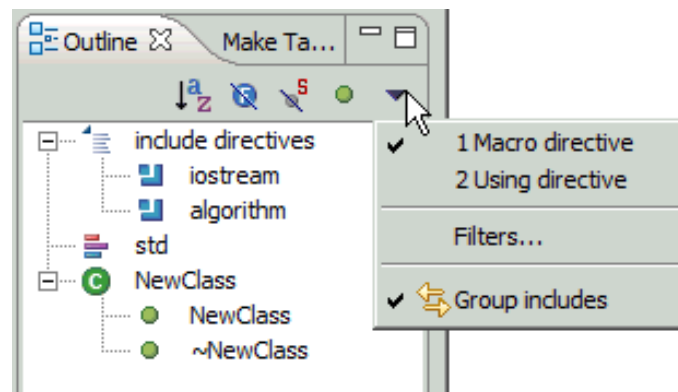 Outline Make Ta...
a
z S
include directives
iostream
algorithm
std
C NewClass
NewClass
~NewClass
1 Macro directive
2 Using directive
Filters...
Group includes